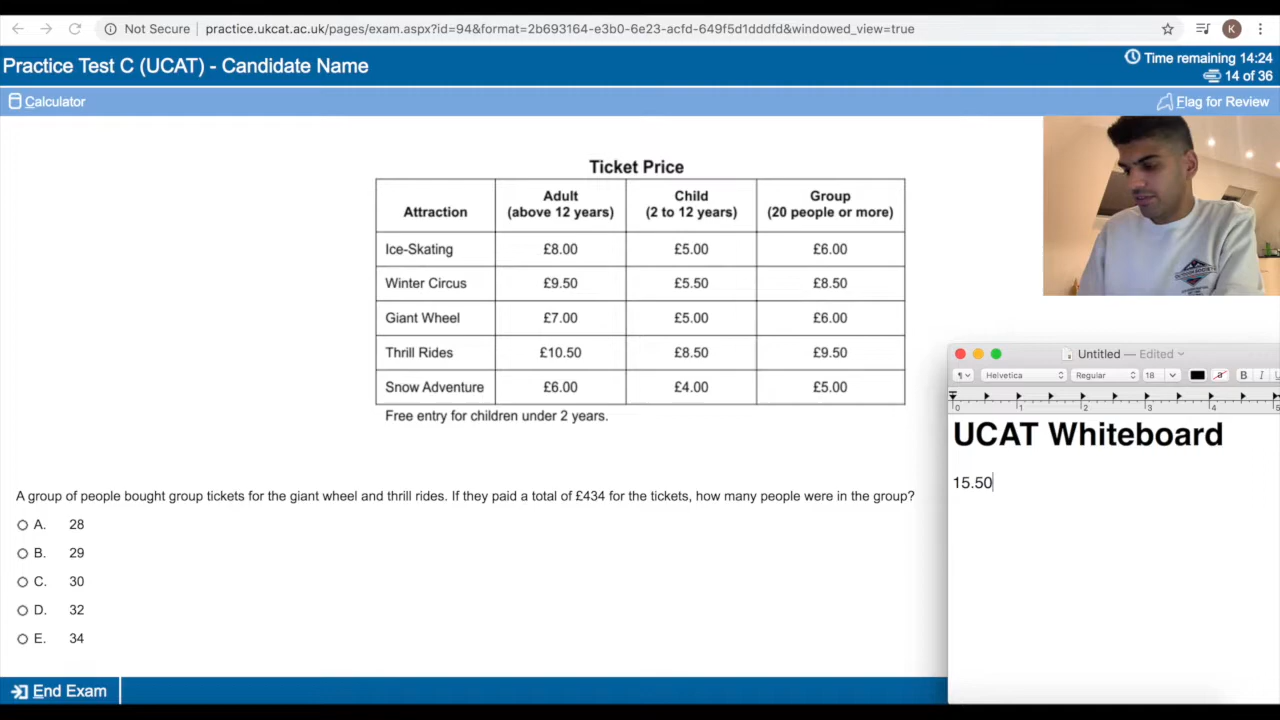 Not Secure practice.ukcat.ac.uk/pages/exam.aspx?id=94&format=2b693164-e3b0-6e23-acfd-649f5d1dddfd&windowed_view=true K
Practice Test C (UCAT) - Candidate Name
Time remaining 14:24
14 of 36
Calculator
Flag for Review
Ticket Price
Attraction Adult (above 12 years) Child (2 to 12 years) Group (20 people or more)
Ice-Skating £8.00 £5.00 £6.00
Winter Circus £9.50 £5.50 £8.50
Giant Wheel £7.00 £5.00 £6.00
Thrill Rides £10.50 £8.50 £9.50
Snow Adventure £6.00 £4.00 £5.00
Free entry for children under 2 years.
A group of people bought group tickets for the giant wheel and thrill rides. If they paid a total of £434 for the tickets, how many people were in the group?
A. 28
B. 29
C. 30
D. 32
E. 34
End Exam
Untitled — Edited
¶ Helvetica Regular 18 a B I U
0 1 2 3 4 5
UCAT Whiteboard
15.50